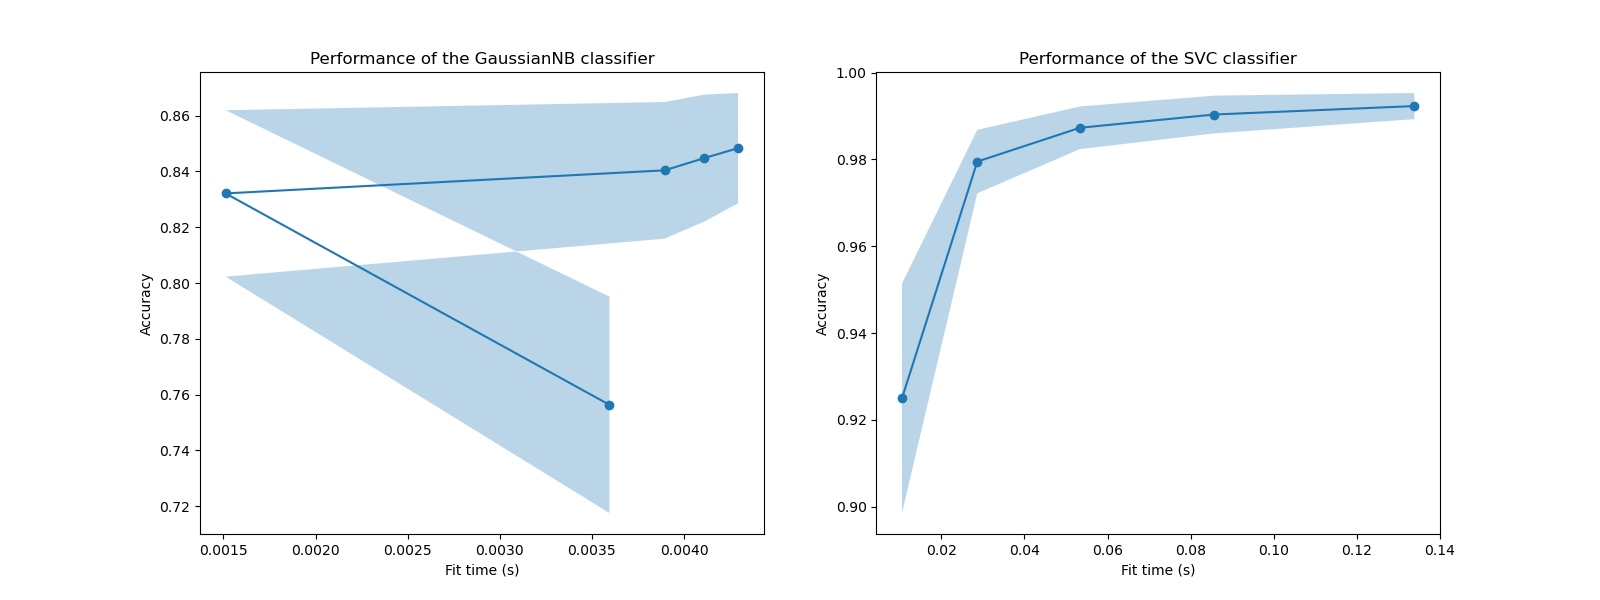 Performance of the GaussianNB classifier
Accuracy
0.86
0.84
0.82
0.80
0.78
0.76
0.74
0.72
0.0015 0.0020 0.0025 0.0030 0.0035 0.0040
Fit time (s)
Performance of the SVC classifier
Accuracy
1.00
0.98
0.96
0.94
0.92
0.90
0.02 0.04 0.06 0.08 0.10 0.12 0.14
Fit time (s)